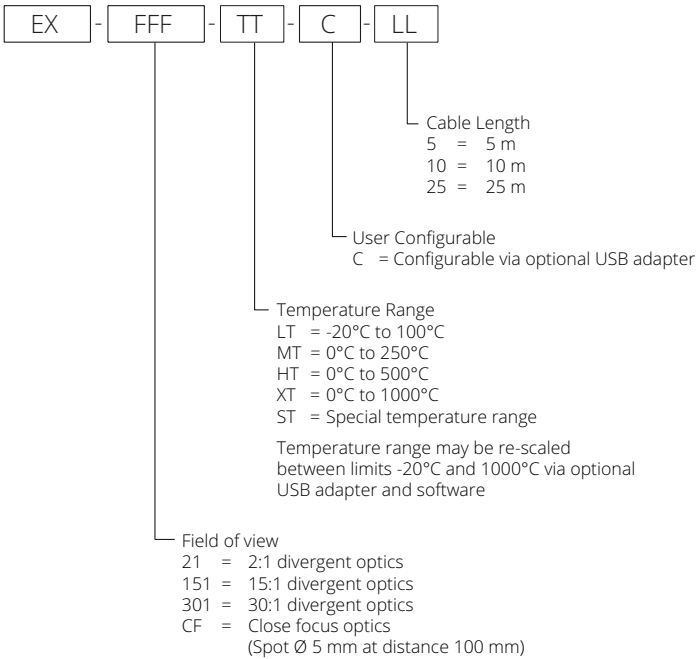 EX - FFF - TT - C - LL
Cable Length
5 = 5 m
10 = 10 m
25 = 25 m
User Configurable
C = Configurable via optional USB adapter
Temperature Range
LT = -20°C to 100°C
MT = 0°C to 250°C
HT = 0°C to 500°C
XT = 0°C to 1000°C
ST = Special temperature range
Temperature range may be re-scaled
between limits -20°C and 1000°C via optional
USB adapter and software
Field of view
21 = 2:1 divergent optics
151 = 15:1 divergent optics
301 = 30:1 divergent optics
CF = Close focus optics
(Spot Ø 5 mm at distance 100 mm)